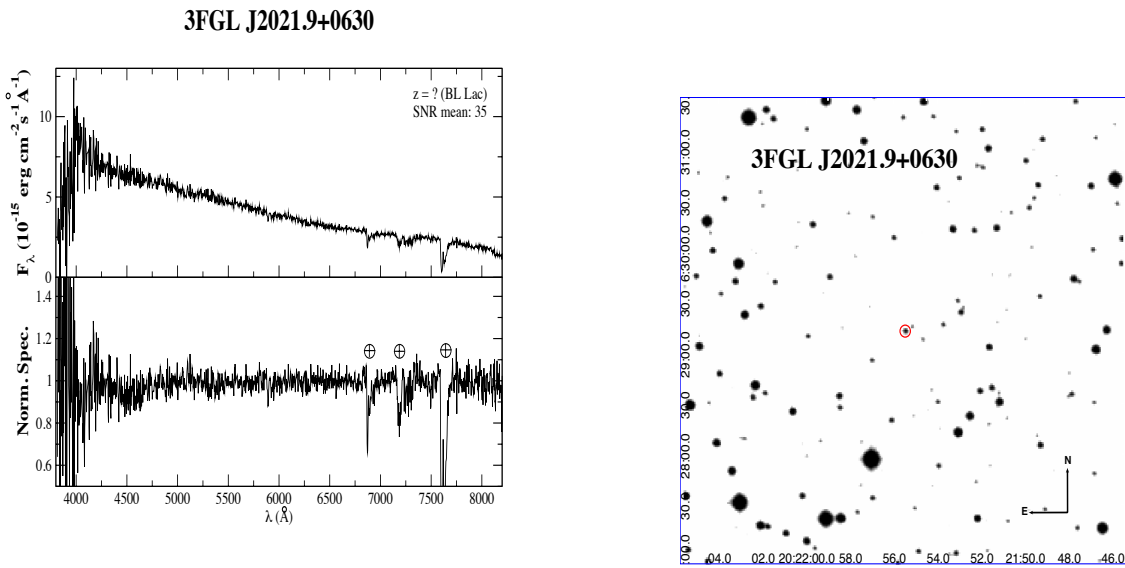 3FGL J2021.9+0630
F_λ (10^-15 erg cm^-2 s^-1 Å^-1)
10
5
0
z = ? (BL Lac)
SNR mean: 35
Norm. Spec.
1.4
1.2
1
0.8
0.6
4000 4500 5000 5500 6000 6500 7000 7500 8000
λ (Å)
3FGL J2021.9+0630
30.
31:00.0
30.0
6:30:00.0
30.0
29:00.0
30.0
28:00.0
30.0
:00.0
04.0 02.0 20:22:00.0 58.0 56.0 54.0 52.0 21:50.0 48.0 46.0
N
E